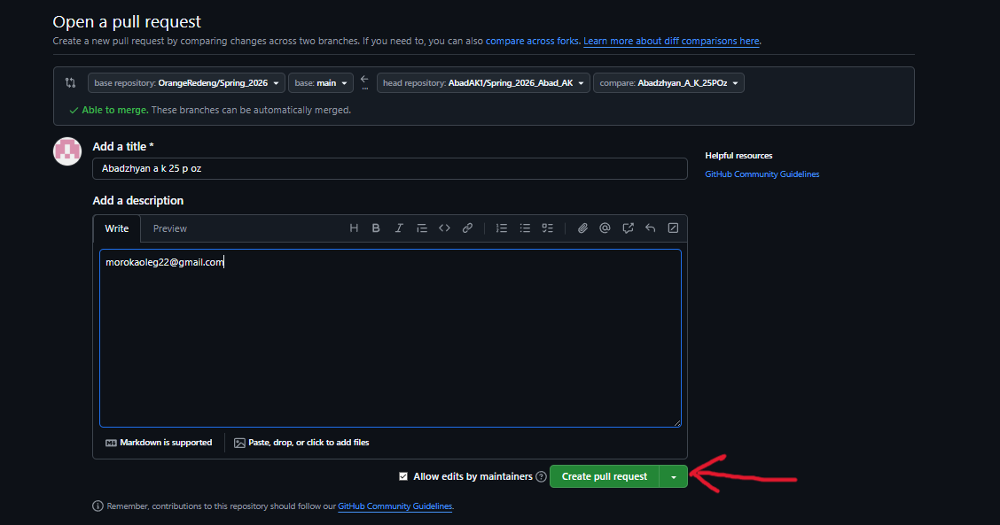 Open a pull request
Create a new pull request by comparing changes across two branches. If you need to, you can also compare across forks. Learn more about diff comparisons here.
base repository: OrangeRedeng/Spring_2026 base: main ... head repository: AbadAK1/Spring_2026_Abad_AK compare: Abadzhyan_A_K_25POz
Able to merge. These branches can be automatically merged.
Add a title *
Helpful resources
Abadzhyan a k 25 p oz
GitHub Community Guidelines
Add a description
Write Preview
morokaoleg22@gmail.com
Markdown is supported
Paste, drop, or click to add files
Allow edits by maintainers
Create pull request
Remember, contributions to this repository should follow our GitHub Community Guidelines.